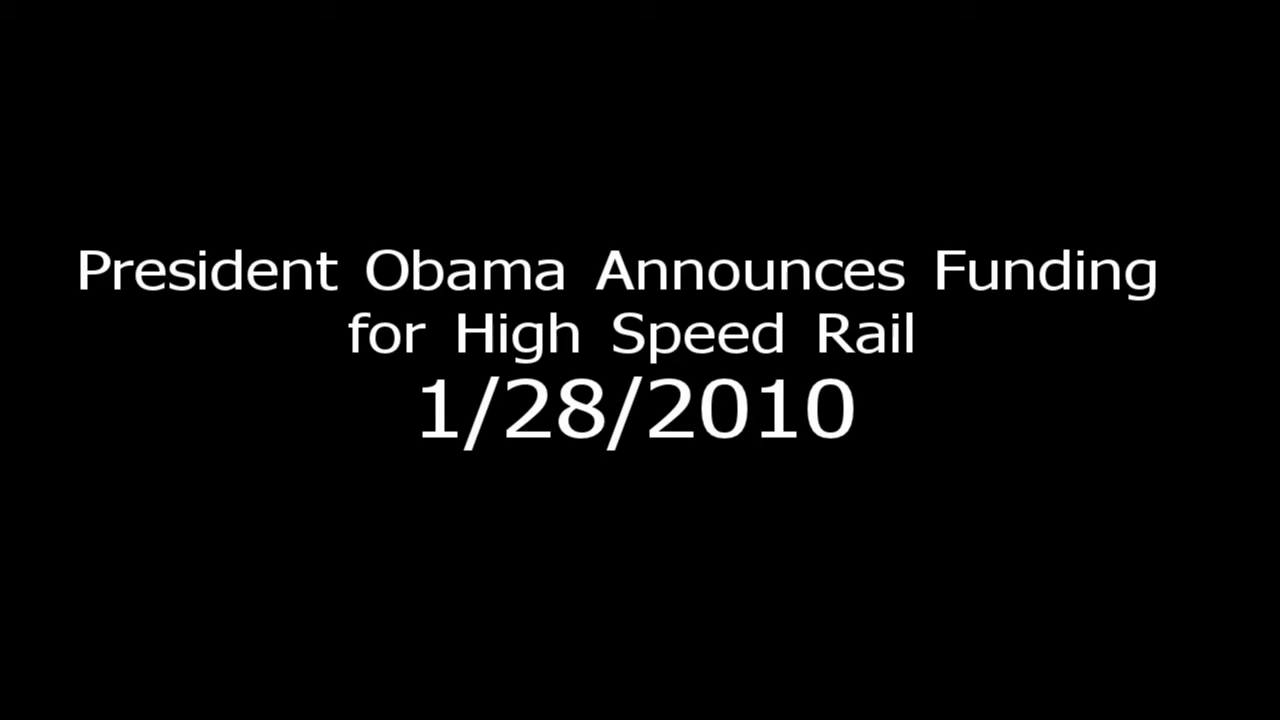 President Obama Announces Funding
for High Speed Rail
1/28/2010